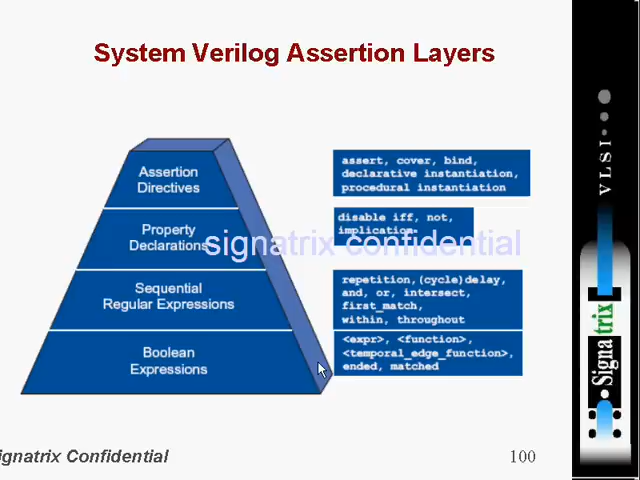 System Verilog Assertion Layers
Assertion
Directives
assert, cover, bind,
declarative instantiation,
procedural instantiation
Property
Declarations
disable iff, not,
implication
signatrix confidential
Sequential
Regular Expressions
repetition,(cycle)delay,
and, or, intersect,
first_match,
within, throughout
Boolean
Expressions
<expr>, <function>,
<temporal_edge_function>,
ended, matched
ignatrix Confidential
100
VLSI
Signatrix